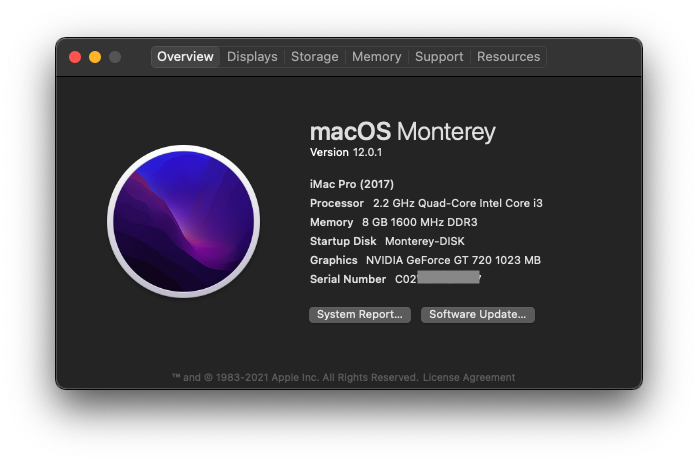 Overview Displays Storage Memory Support Resources
macOS Monterey
Version 12.0.1
iMac Pro (2017)
Processor 2.2 GHz Quad-Core Intel Core i3
Memory 8 GB 1600 MHz DDR3
Startup Disk Monterey-DISK
Graphics NVIDIA GeForce GT 720 1023 MB
Serial Number C02
System Report... Software Update...
™ and © 1983-2021 Apple Inc. All Rights Reserved. License Agreement